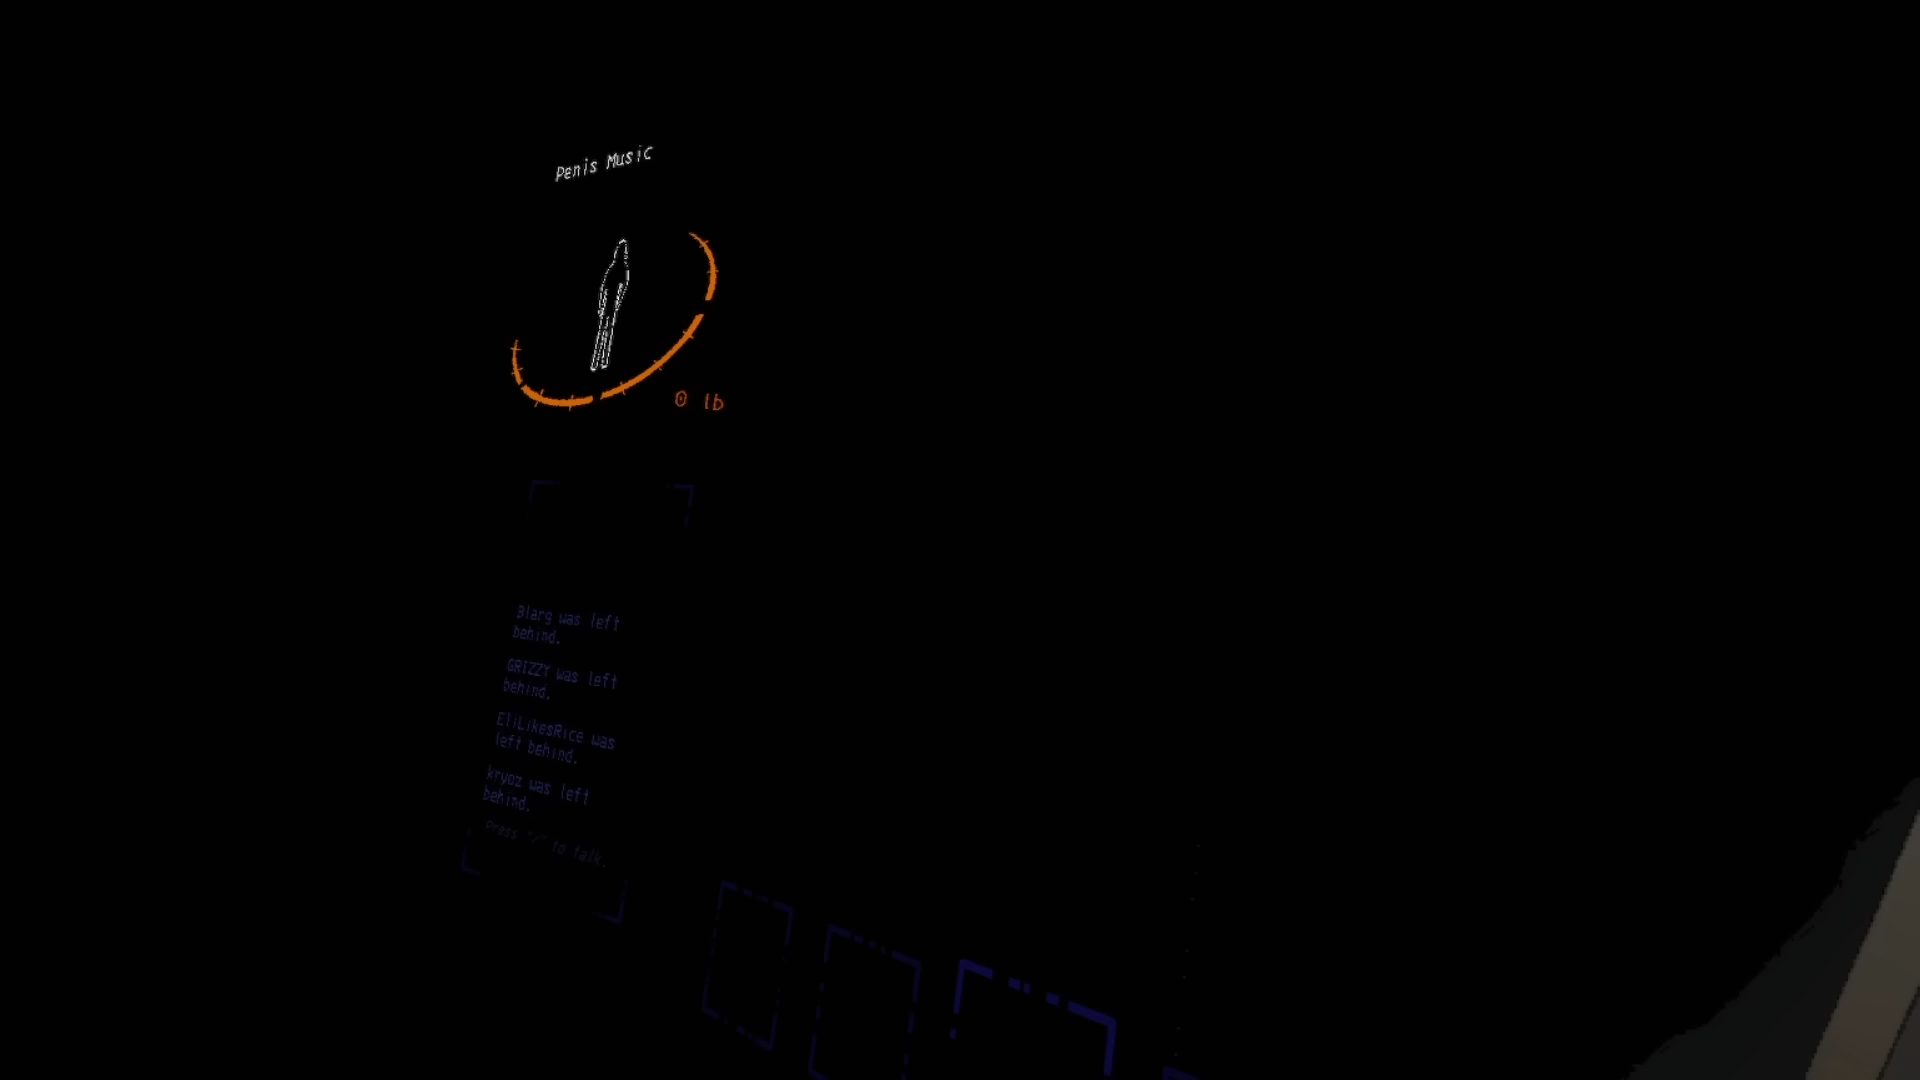 Penis Music
0 lb
Blarg was left
behind.
GRIZZY was left
behind.
EliLikesRice was
left behind.
kryoz was left
behind.
Press "/" to talk.